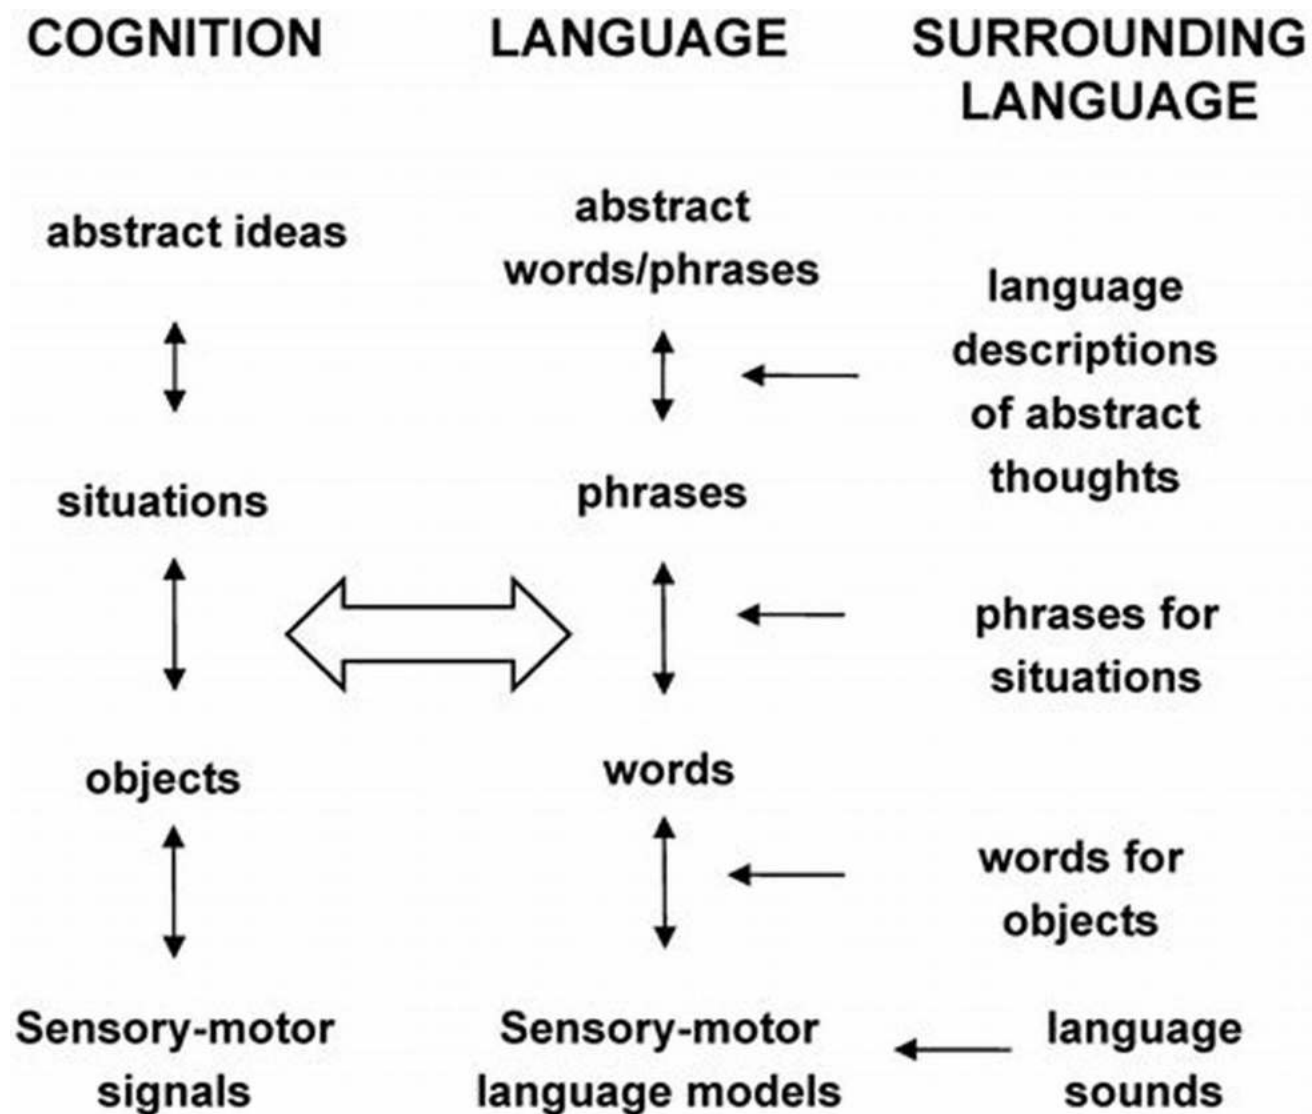 COGNITION
LANGUAGE
SURROUNDING
LANGUAGE
abstract ideas
abstract
words/phrases
language
descriptions
of abstract
thoughts
situations
phrases
phrases for
situations
objects
words
words for
objects
Sensory-motor
signals
Sensory-motor
language models
language
sounds